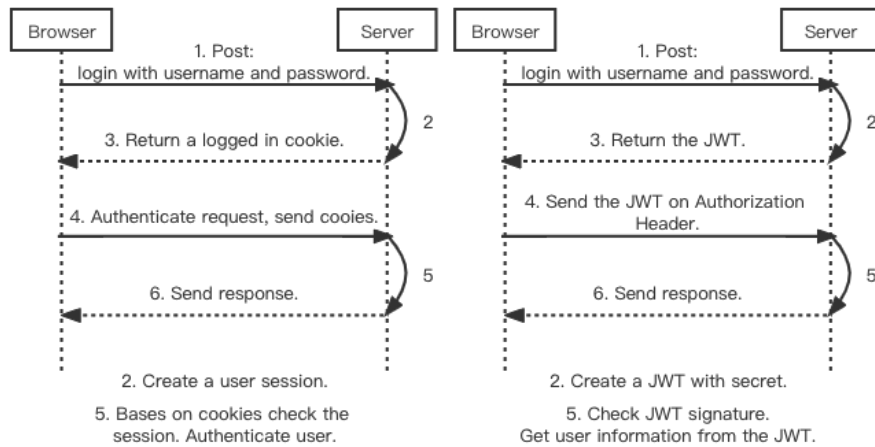 Browser
Server
1. Post:
login with username and password.
2
3. Return a logged in cookie.
4. Authenticate request, send cooies.
5
6. Send response.
2. Create a user session.
5. Bases on cookies check the
session. Authenticate user.
Browser
Server
1. Post:
login with username and password.
2
3. Return the JWT.
4. Send the JWT on Authorization
Header.
5
6. Send response.
2. Create a JWT with secret.
5. Check JWT signature.
Get user information from the JWT.